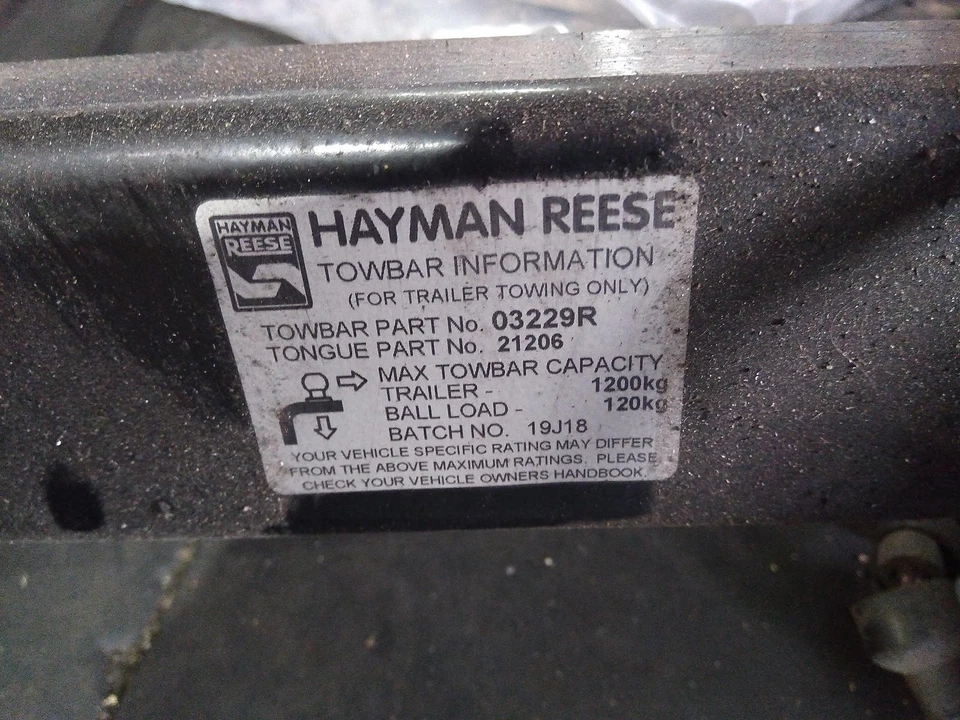 HAYMAN
REESE
HAYMAN REESE
TOWBAR INFORMATION
(FOR TRAILER TOWING ONLY)
TOWBAR PART No. 03229R
TONGUE PART No. 21206
MAX TOWBAR CAPACITY
TRAILER - 1200kg
BALL LOAD - 120kg
BATCH NO. 19J18
YOUR VEHICLE SPECIFIC RATING MAY DIFFER
FROM THE ABOVE MAXIMUM RATINGS. PLEASE
CHECK YOUR VEHICLE OWNERS HANDBOOK.